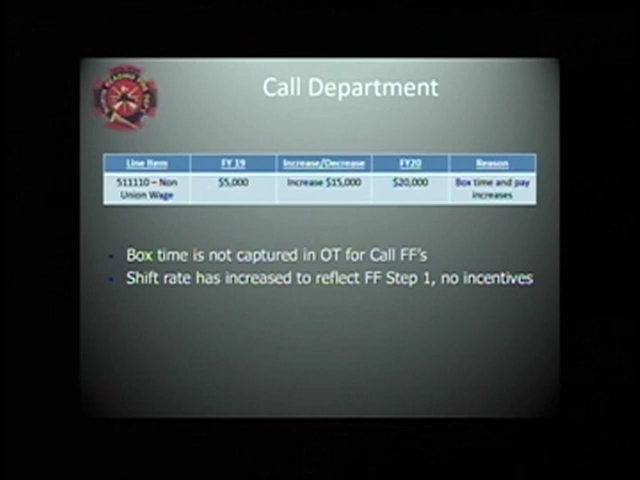 Call Department
Line Item FY 19 Increase/Decrease FY20 Reason
511110 – Non Union Wage $5,000 Increase $15,000 $20,000 Box time and pay increases
Box time is not captured in OT for Call FF's
Shift rate has increased to reflect FF Step 1, no incentives